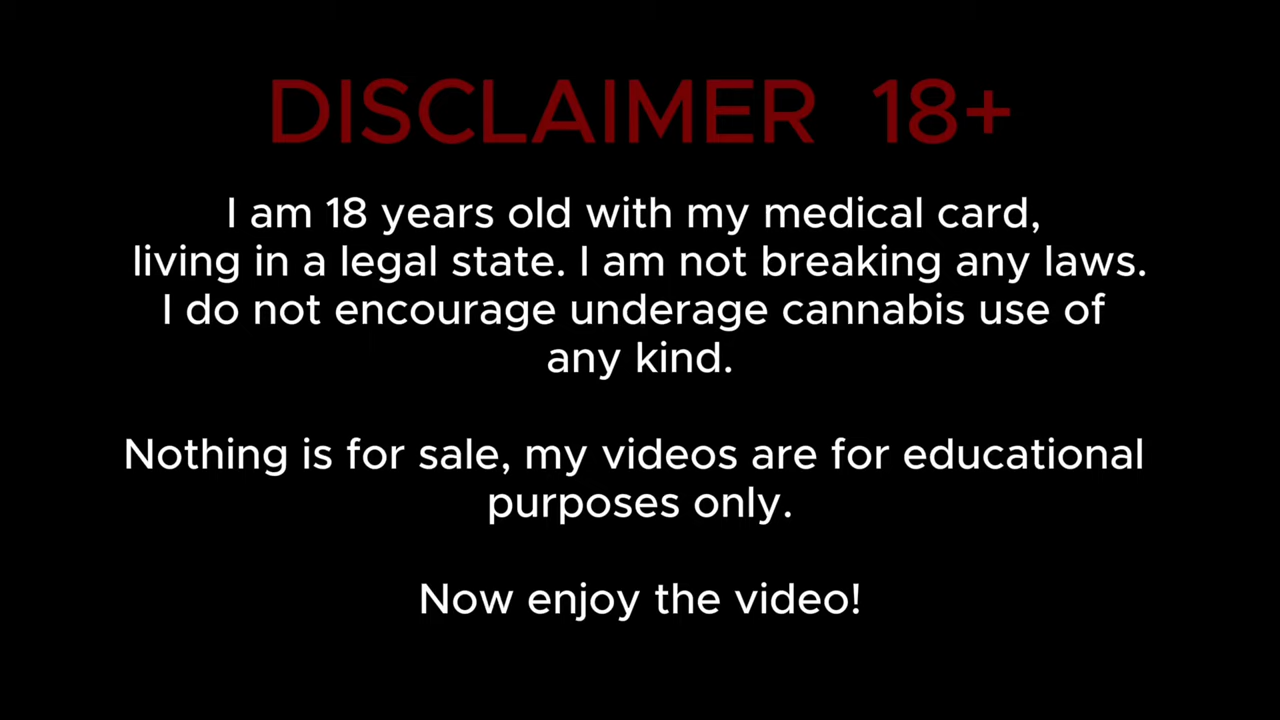 DISCLAIMER 18+
I am 18 years old with my medical card,
living in a legal state. I am not breaking any laws.
I do not encourage underage cannabis use of
any kind.
Nothing is for sale, my videos are for educational
purposes only.
Now enjoy the video!